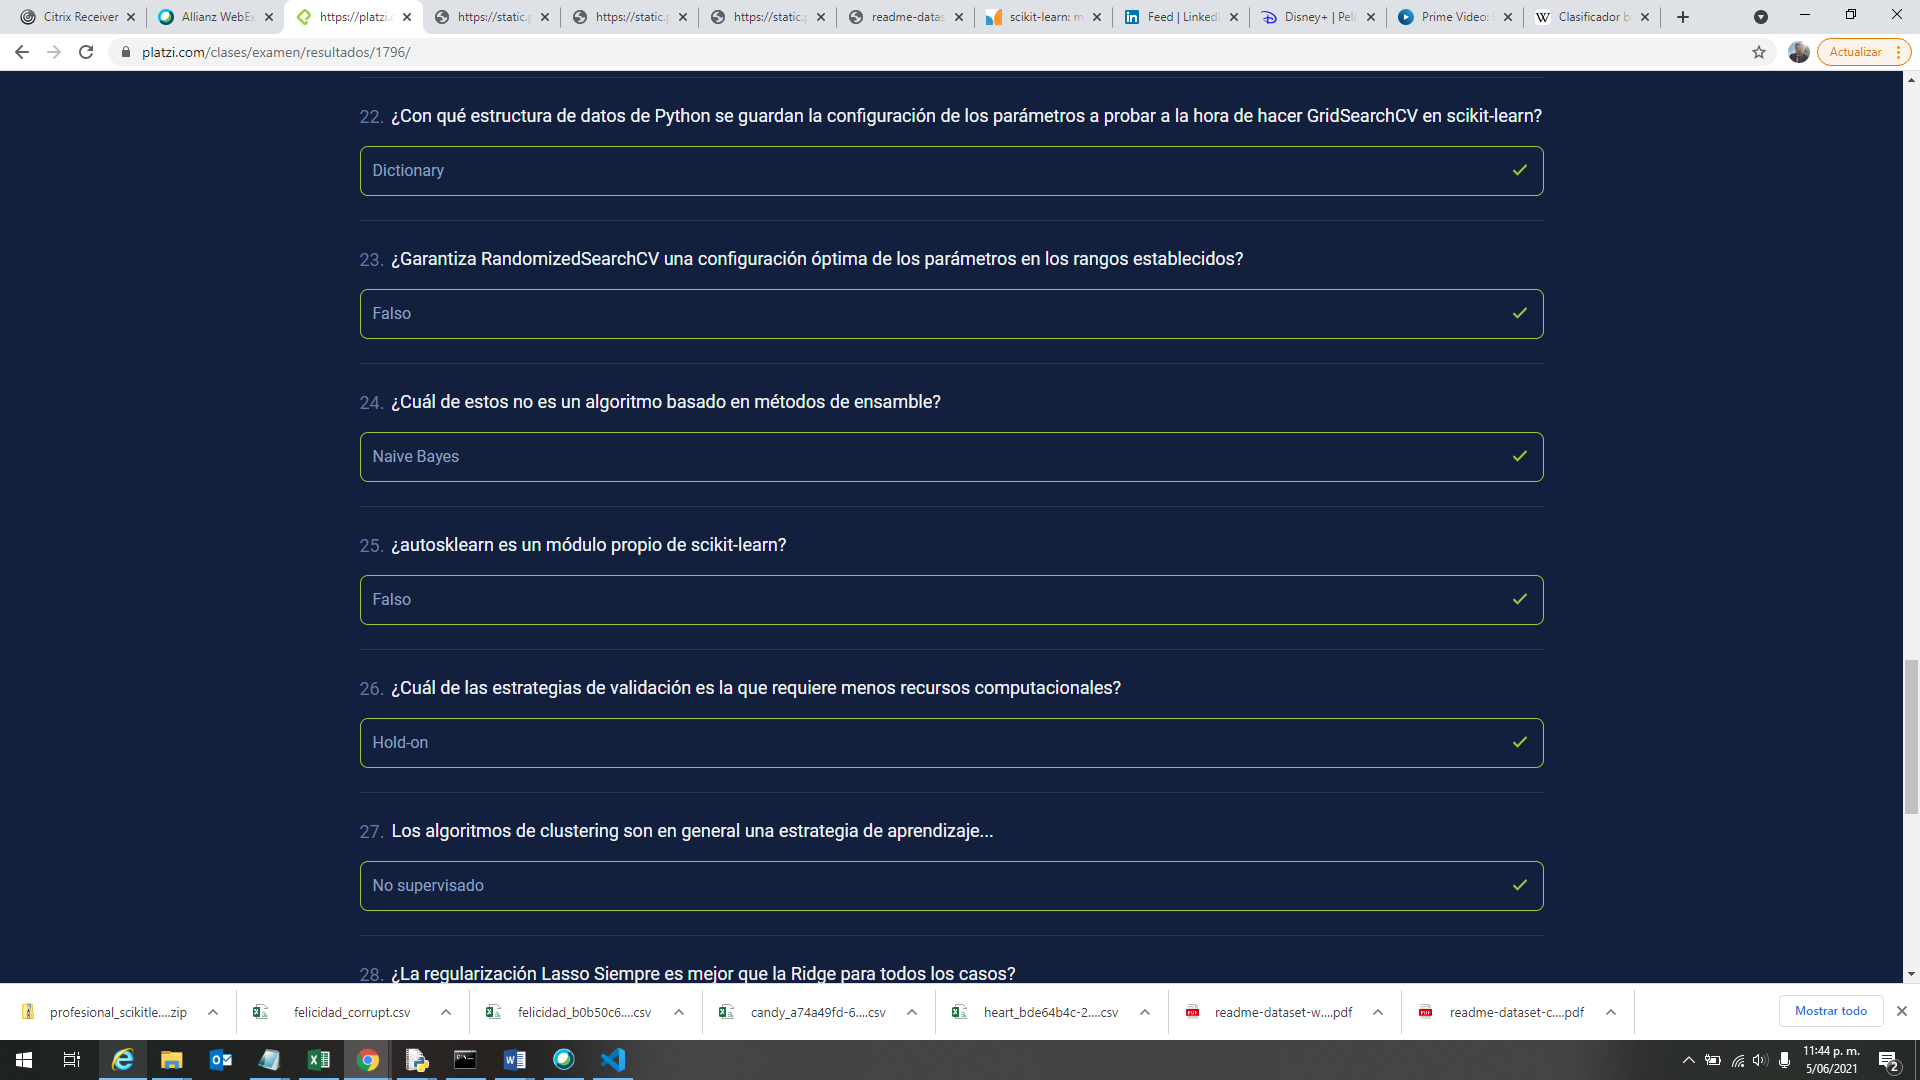 Citrix Receiver
Allianz WebEx
https://platzi.c
https://static.p
https://static.p
https://static.p
readme-datas
scikit-learn: m
Feed | LinkedI
Disney+ | Pelí
Prime Video:
Clasificador b
platzi.com/clases/examen/resultados/1796/
Actualizar
22. ¿Con qué estructura de datos de Python se guardan la configuración de los parámetros a probar a la hora de hacer GridSearchCV en scikit-learn?
Dictionary
23. ¿Garantiza RandomizedSearchCV una configuración óptima de los parámetros en los rangos establecidos?
Falso
24. ¿Cuál de estos no es un algoritmo basado en métodos de ensamble?
Naive Bayes
25. ¿autosklearn es un módulo propio de scikit-learn?
Falso
26. ¿Cuál de las estrategias de validación es la que requiere menos recursos computacionales?
Hold-on
27. Los algoritmos de clustering son en general una estrategia de aprendizaje...
No supervisado
28. ¿La regularización Lasso Siempre es mejor que la Ridge para todos los casos?
profesional_scikitle....zip
felicidad_corrupt.csv
felicidad_b0b50c6....csv
candy_a74a49fd-6....csv
heart_bde64b4c-2....csv
readme-dataset-w....pdf
readme-dataset-c....pdf
Mostrar todo
11:44 p. m.
5/06/2021
2